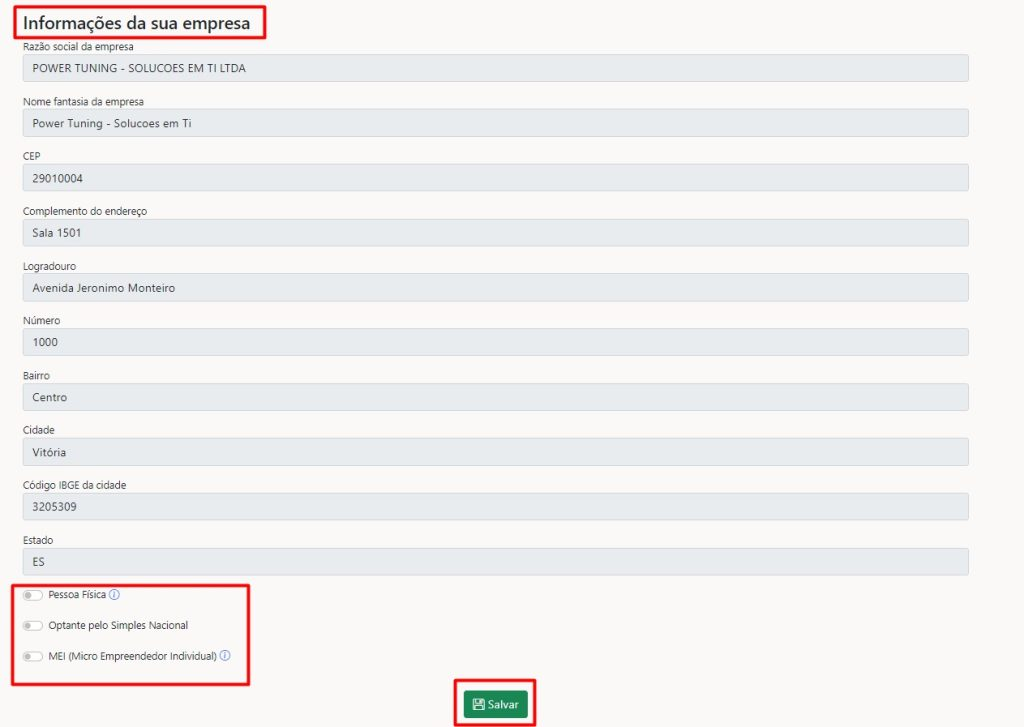 Informações da sua empresa
Razão social da empresa
POWER TUNING - SOLUCOES EM TI LTDA
Nome fantasia da empresa
Power Tuning - Solucoes em Ti
CEP
29010004
Complemento do endereço
Sala 1501
Logradouro
Avenida Jeronimo Monteiro
Número
1000
Bairro
Centro
Cidade
Vitória
Código IBGE da cidade
3205309
Estado
ES
Pessoa Física
Optante pelo Simples Nacional
MEI (Micro Empreendedor Individual)
Salvar